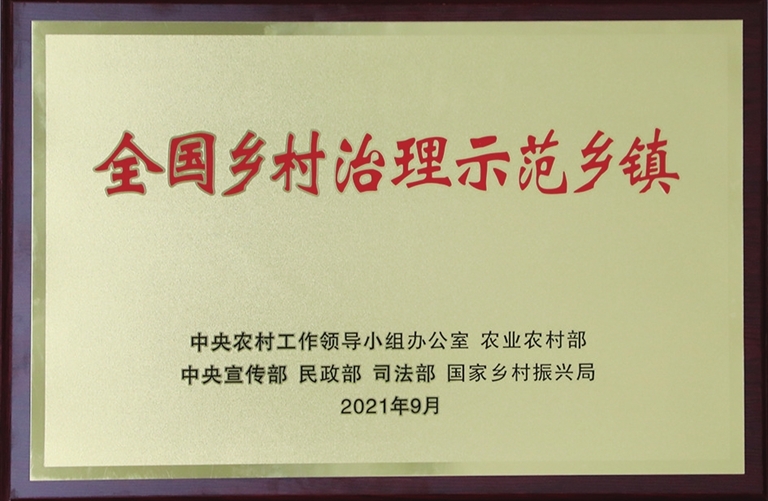 全国乡村治理示范乡镇
中央农村工作领导小组办公室 农业农村部
中央宣传部 民政部 司法部 国家乡村振兴局
2021年9月